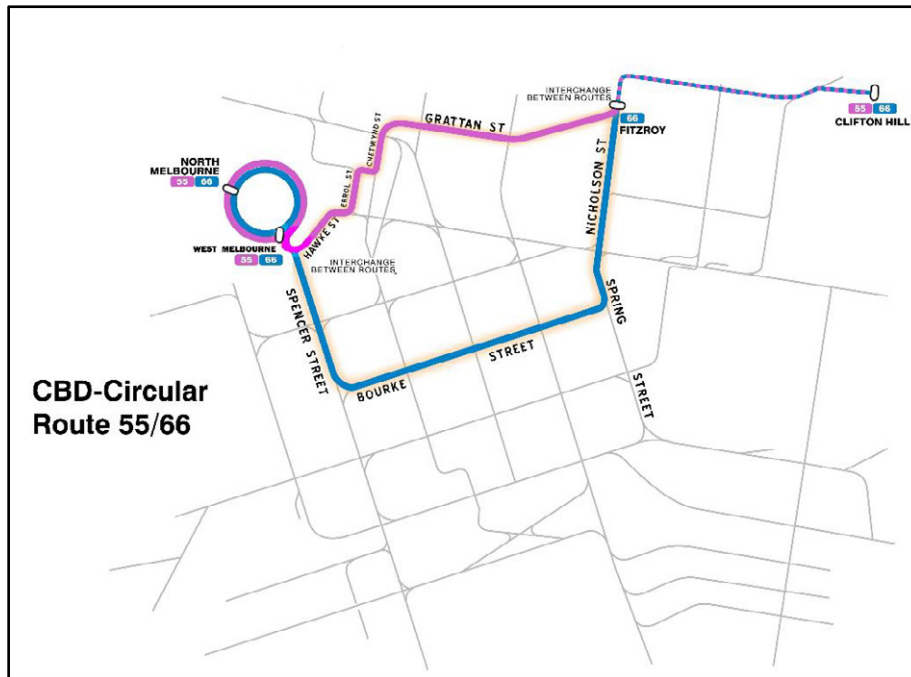 INTERCHANGE
BETWEEN ROUTES
55 66
CLIFTON HILL
66
FITZROY
GRATTAN ST
CHETWYND ST
ERROL ST
HAWKE ST
NORTH
MELBOURNE
55 66
WEST MELBOURNE
55 66
INTERCHANGE
BETWEEN ROUTES
NICHOLSON ST
SPRING
STREET
SPENCER STREET
BOURKE
STREET
CBD-Circular
Route 55/66